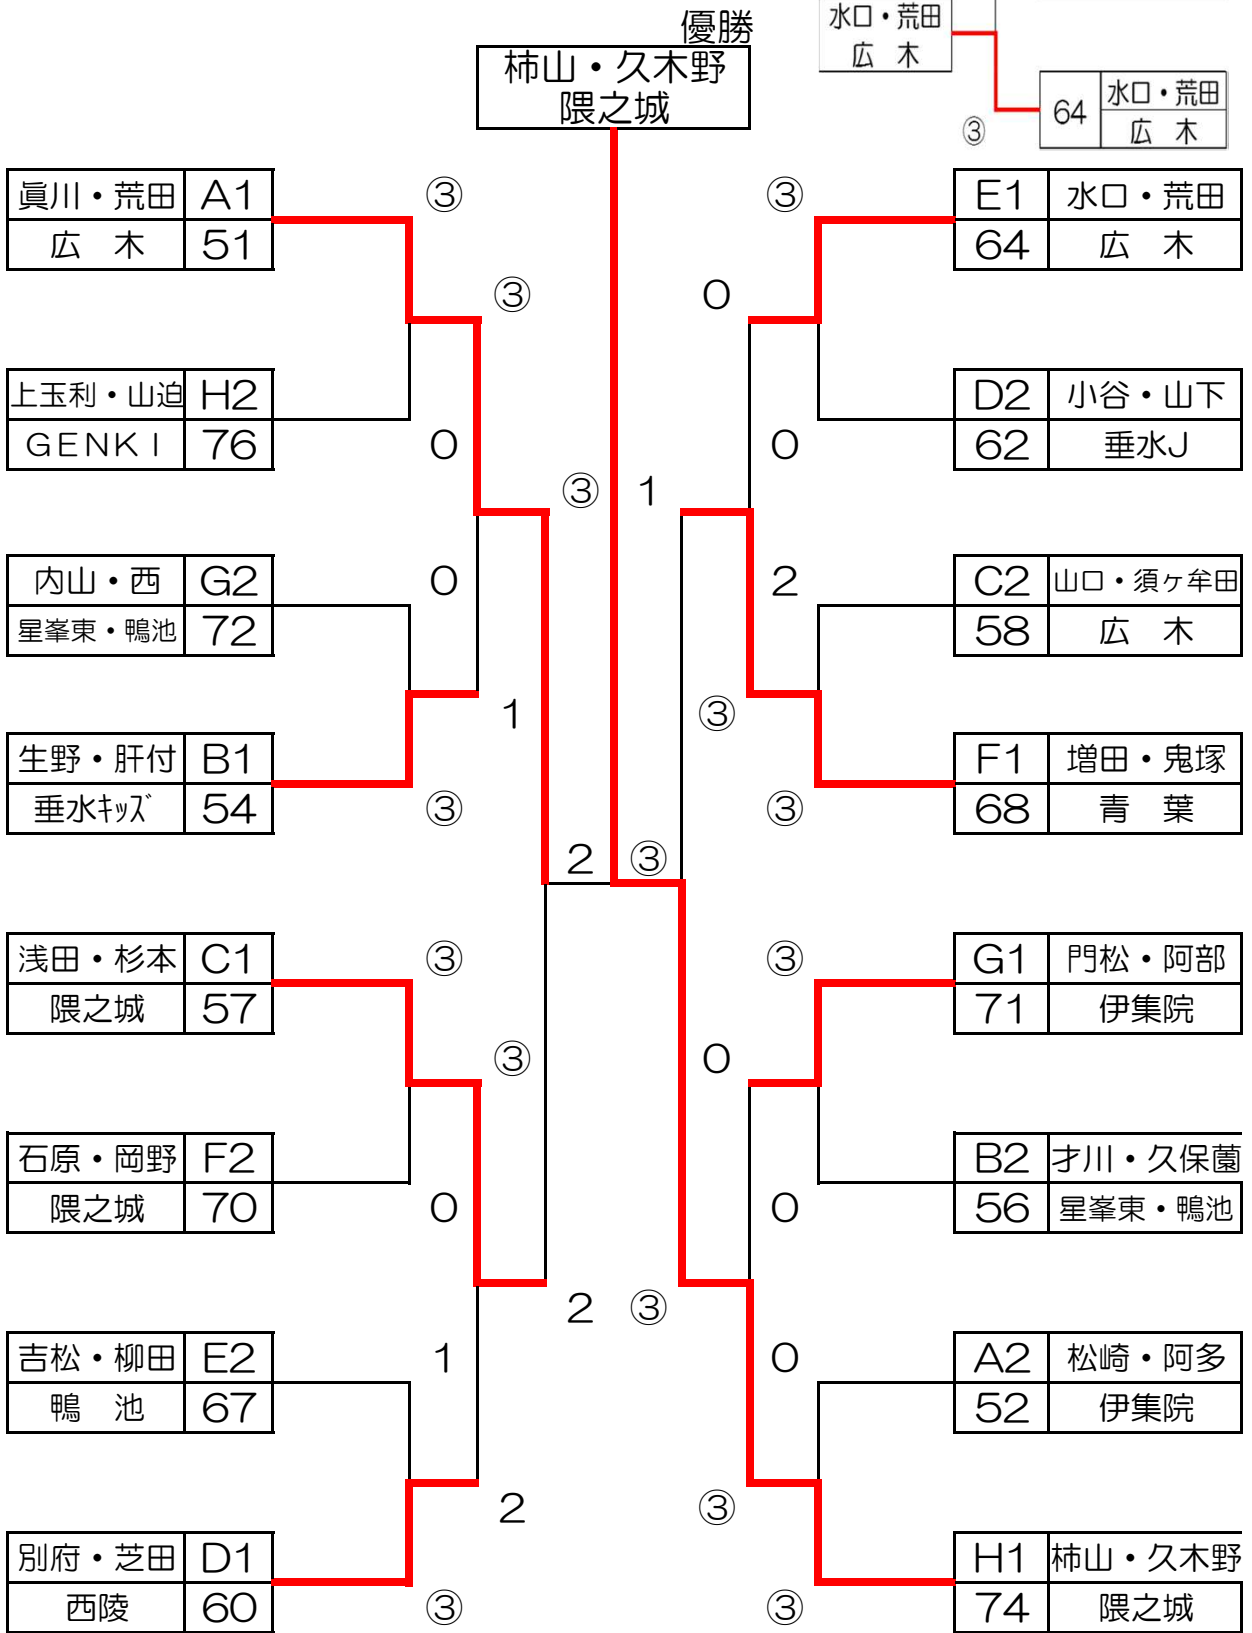 優勝
柿山・久木野
隈之城
水口・荒田
広 木
③
64
水口・荒田
広 木
眞川・荒田 A1
広 木 51
③
③
E1 水口・荒田
64 広 木
③
0
上玉利・山迫 H2
GENKI 76
0
③
1
0
D2 小谷・山下
62 垂水J
内山・西 G2
星峯東・鴨池 72
0
2
C2 山口・須ヶ牟田
58 広 木
1
③
生野・肝付 B1
垂水ｷｯｽﾞ 54
③
③
F1 増田・鬼塚
68 青 葉
2
③
浅田・杉本 C1
隈之城 57
③
③
G1 門松・阿部
71 伊集院
③
0
石原・岡野 F2
隈之城 70
0
0
B2 才川・久保薗
56 星峯東・鴨池
2
③
吉松・柳田 E2
鴨 池 67
1
0
A2 松崎・阿多
52 伊集院
2
③
別府・芝田 D1
西陵 60
③
③
H1 柿山・久木野
74 隈之城